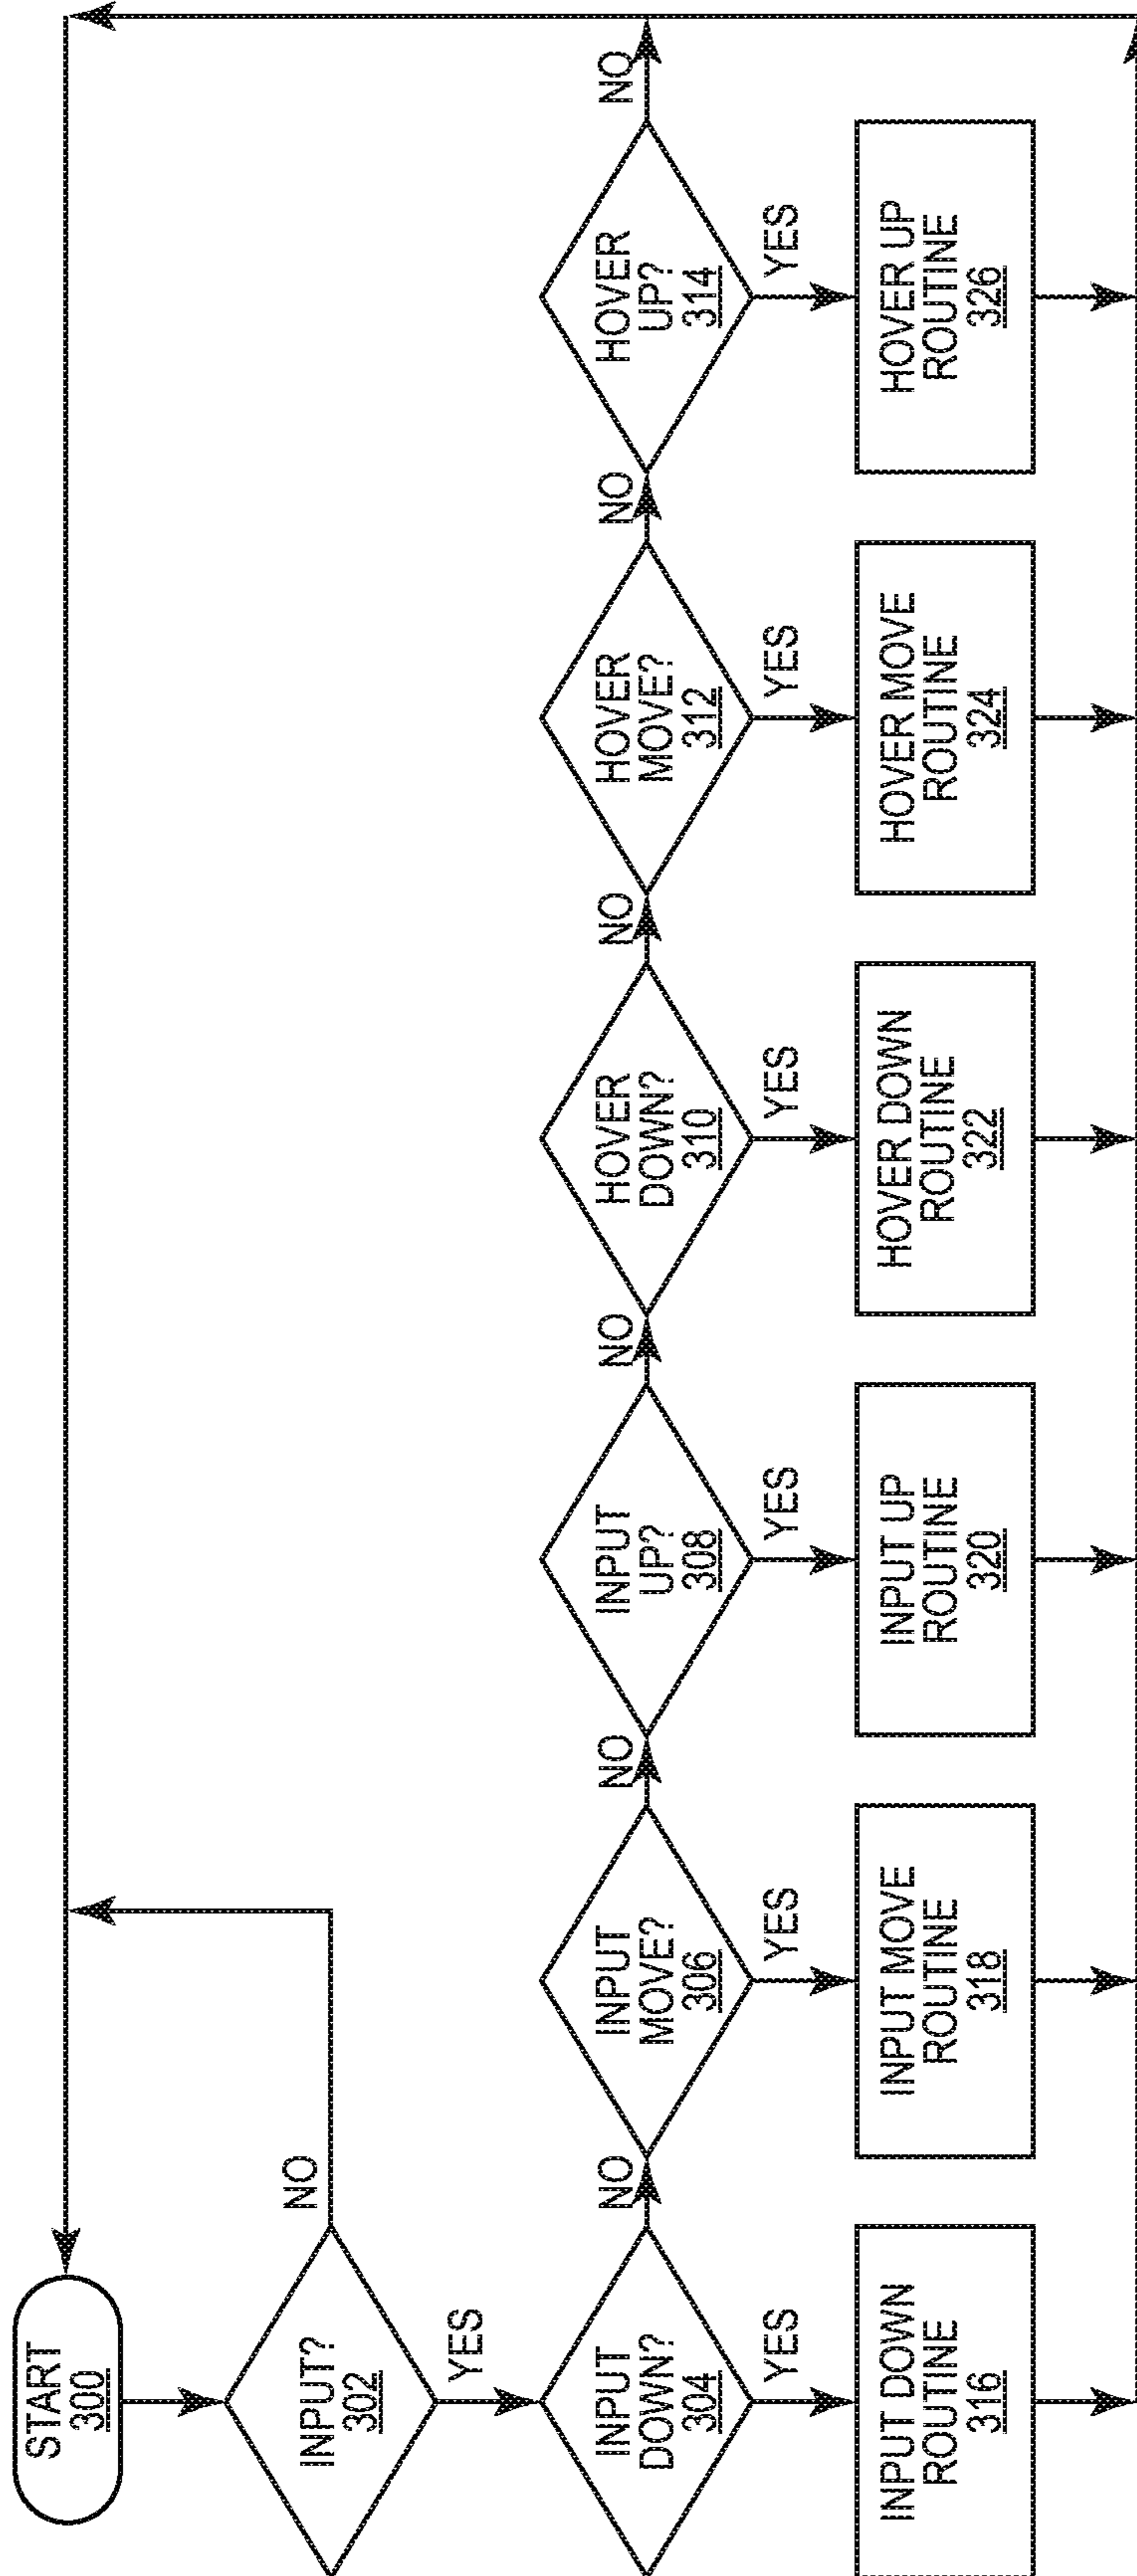 START
300
INPUT?
302
NO
YES
INPUT
DOWN?
304
NO
INPUT
MOVE?
306
NO
INPUT
UP?
308
NO
HOVER
DOWN?
310
NO
HOVER
MOVE?
312
NO
HOVER
UP?
314
NO
YES
YES
YES
YES
YES
YES
INPUT DOWN
ROUTINE
316
INPUT MOVE
ROUTINE
318
INPUT UP
ROUTINE
320
HOVER DOWN
ROUTINE
322
HOVER MOVE
ROUTINE
324
HOVER UP
ROUTINE
326